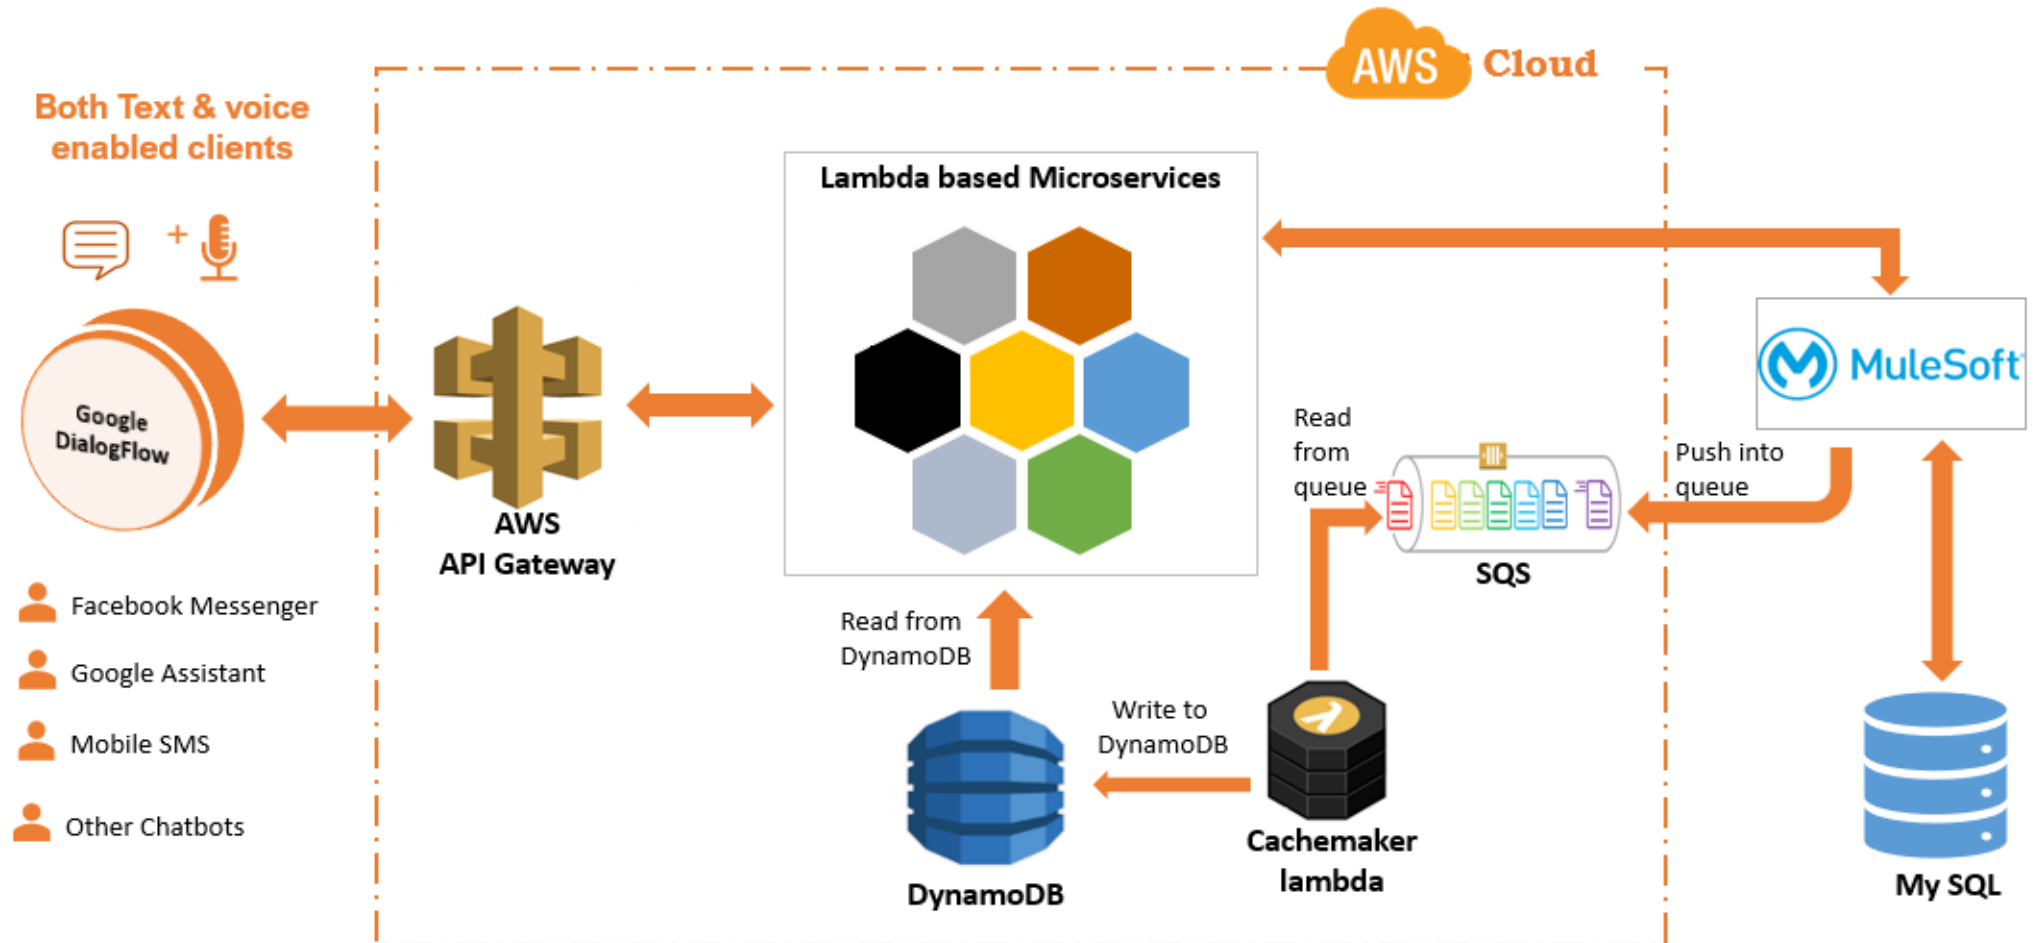 Both Text & voice
enabled clients
+
Google
DialogFlow
Facebook Messenger
Google Assistant
Mobile SMS
Other Chatbots
AWS
Cloud
AWS
API Gateway
Lambda based Microservices
Read from
DynamoDB
DynamoDB
Write to
DynamoDB
Cachemaker
lambda
Read
from
queue
SQS
Push into
queue
MuleSoft
My SQL